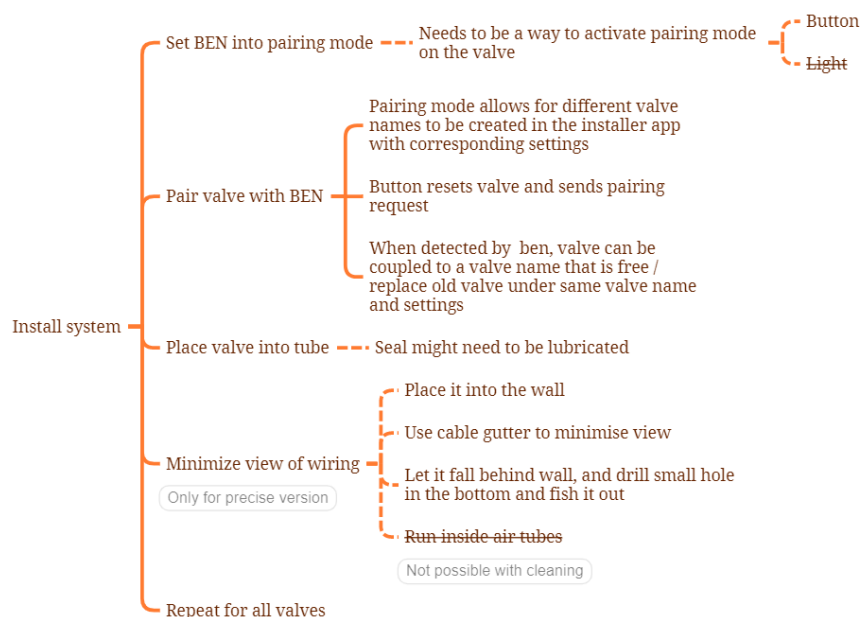 Install system
Set BEN into pairing mode
Needs to be a way to activate pairing mode
on the valve
Button
Light
Pair valve with BEN
Pairing mode allows for different valve
names to be created in the installer app
with corresponding settings
Button resets valve and sends pairing
request
When detected by  ben, valve can be
coupled to a valve name that is free /
replace old valve under same valve name
and settings
Place valve into tube
Seal might need to be lubricated
Minimize view of wiring
Only for precise version
Place it into the wall
Use cable gutter to minimise view
Let it fall behind wall, and drill small hole
in the bottom and fish it out
Run inside air tubes
Not possible with cleaning
Repeat for all valves